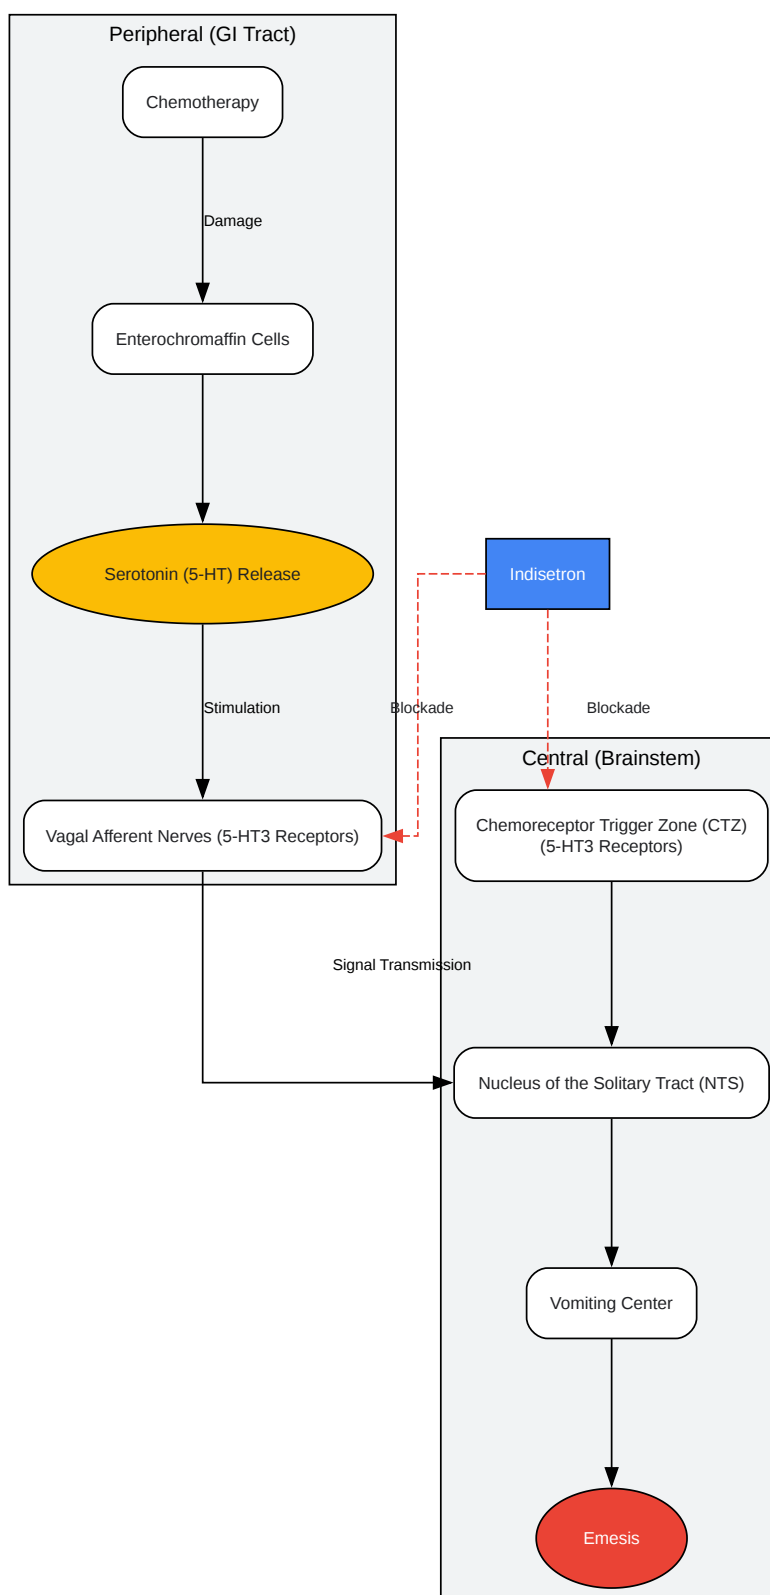 Peripheral (GI Tract)
Chemotherapy
Damage
Enterochromaffin Cells
Serotonin (5-HT) Release
Indisetron
Stimulation
Blockade
Blockade
Central (Brainstem)
Vagal Afferent Nerves (5-HT3 Receptors)
Chemoreceptor Trigger Zone (CTZ)
(5-HT3 Receptors)
Signal Transmission
Nucleus of the Solitary Tract (NTS)
Vomiting Center
Emesis